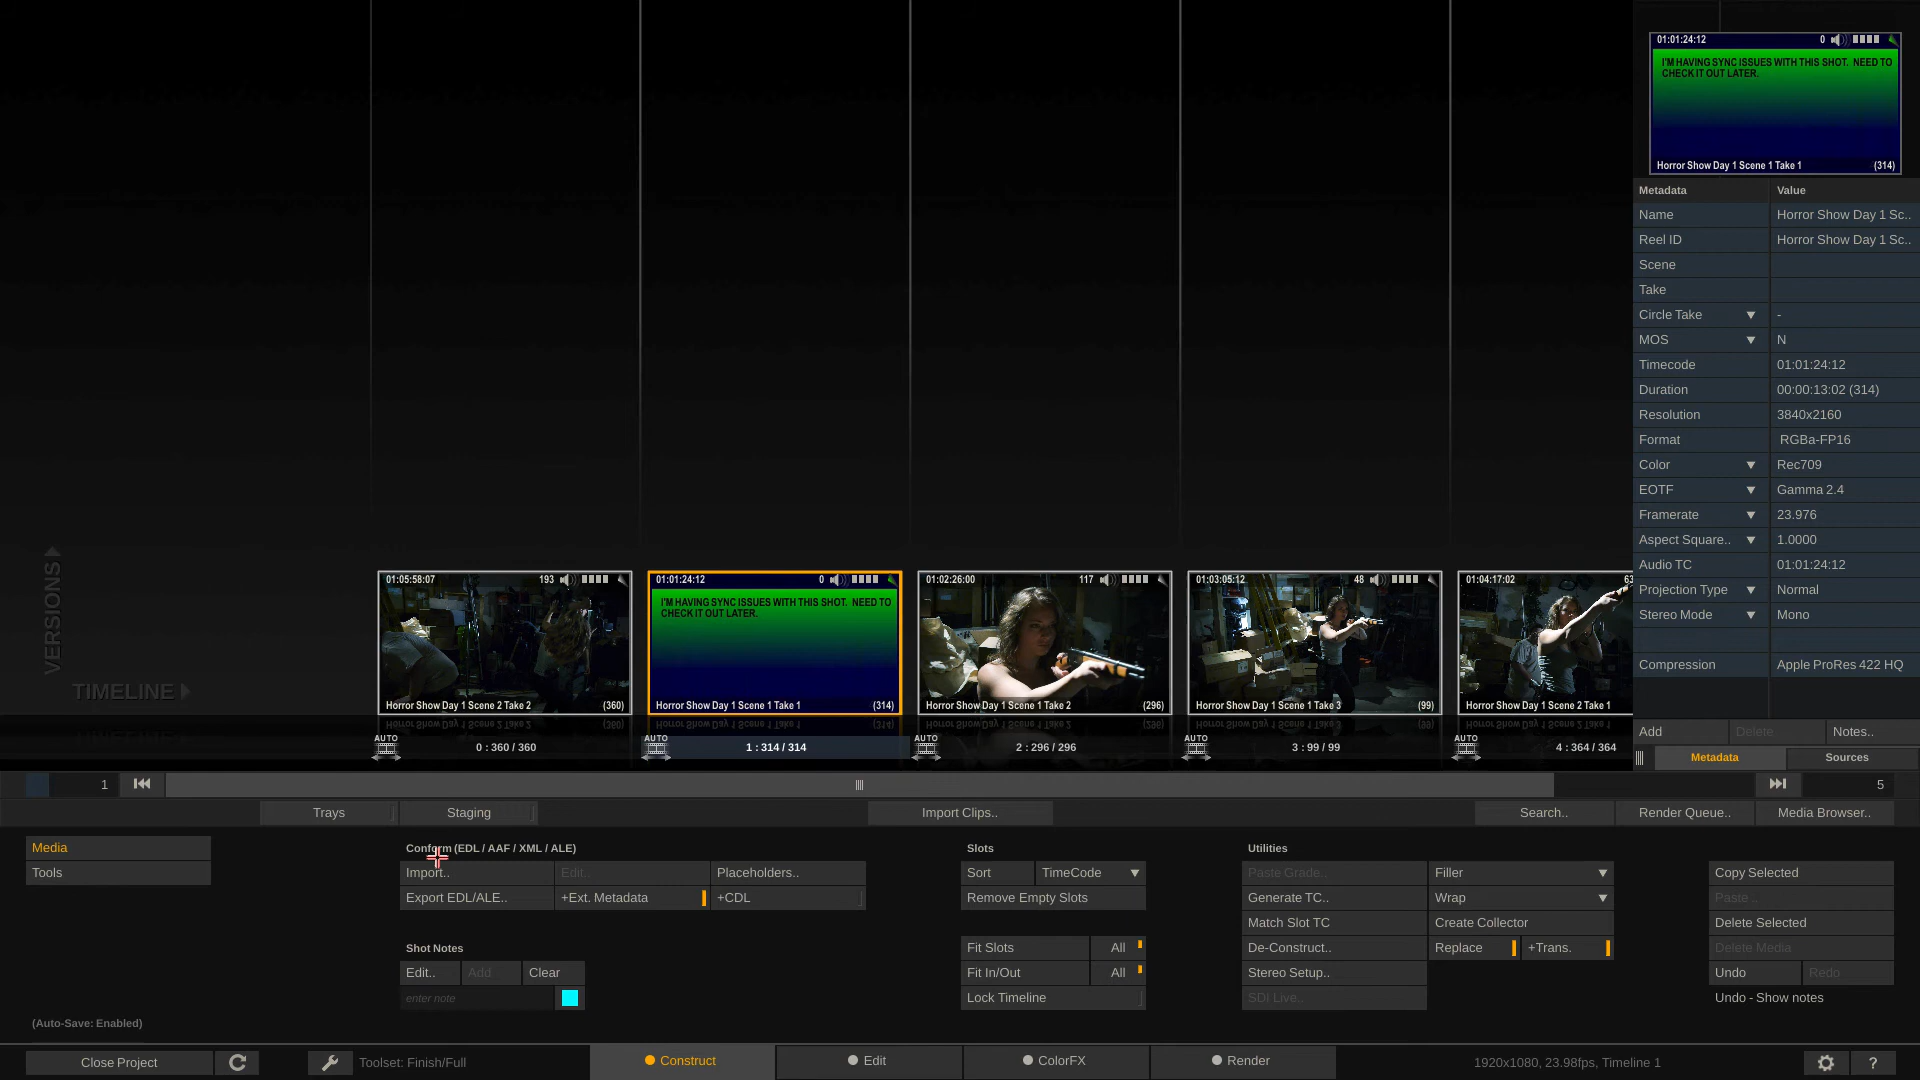 01:01:24:12 0
I'M HAVING SYNC ISSUES WITH THIS SHOT. NEED TO
CHECK IT OUT LATER.
Horror Show Day 1 Scene 1 Take 1 (314)
Metadata Value
Name Horror Show Day 1 Sc..
Reel ID Horror Show Day 1 Sc..
Scene
Take
Circle Take -
MOS N
Timecode 01:01:24:12
Duration 00:00:13:02 (314)
Resolution 3840x2160
Format RGBa-FP16
Color Rec709
EOTF Gamma 2.4
Framerate 23.976
Aspect Square.. 1.0000
Audio TC 01:01:24:12
Projection Type Normal
Stereo Mode Mono
Compression Apple ProRes 422 HQ
Add Delete Notes..
Metadata Sources
VERSIONS
TIMELINE
01:05:58:07 193
Horror Show Day 1 Scene 2 Take 2 (360)
01:01:24:12 0
I'M HAVING SYNC ISSUES WITH THIS SHOT. NEED TO
CHECK IT OUT LATER.
Horror Show Day 1 Scene 1 Take 1 (314)
01:02:26:00 117
Horror Show Day 1 Scene 1 Take 2 (296)
01:03:05:12 48
Horror Show Day 1 Scene 1 Take 3 (99)
01:04:17:02 63
Horror Show Day 1 Scene 2 Take 1
AUTO 0 : 360 / 360
AUTO 1 : 314 / 314
AUTO 2 : 296 / 296
AUTO 3 : 99 / 99
AUTO 4 : 364 / 364
1 5
Trays Staging Import Clips.. Search.. Render Queue.. Media Browser..
Media
Tools
Conform (EDL / AAF / XML / ALE)
Import.. Edit.. Placeholders..
Export EDL/ALE.. +Ext. Metadata +CDL
Shot Notes
Edit.. Add Clear
enter note
Slots
Sort TimeCode
Remove Empty Slots
Fit Slots All
Fit In/Out All
Lock Timeline
Utilities
Paste Grade.. Filler
Generate TC.. Wrap
Match Slot TC Create Collector
De-Construct.. Replace +Trans.
Stereo Setup..
SDI Live..
Copy Selected
Paste ..
Delete Selected
Delete Media
Undo Redo
Undo - Show notes
(Auto-Save: Enabled)
Close Project Toolset: Finish/Full Construct Edit ColorFX Render 1920x1080, 23.98fps, Timeline 1 ?